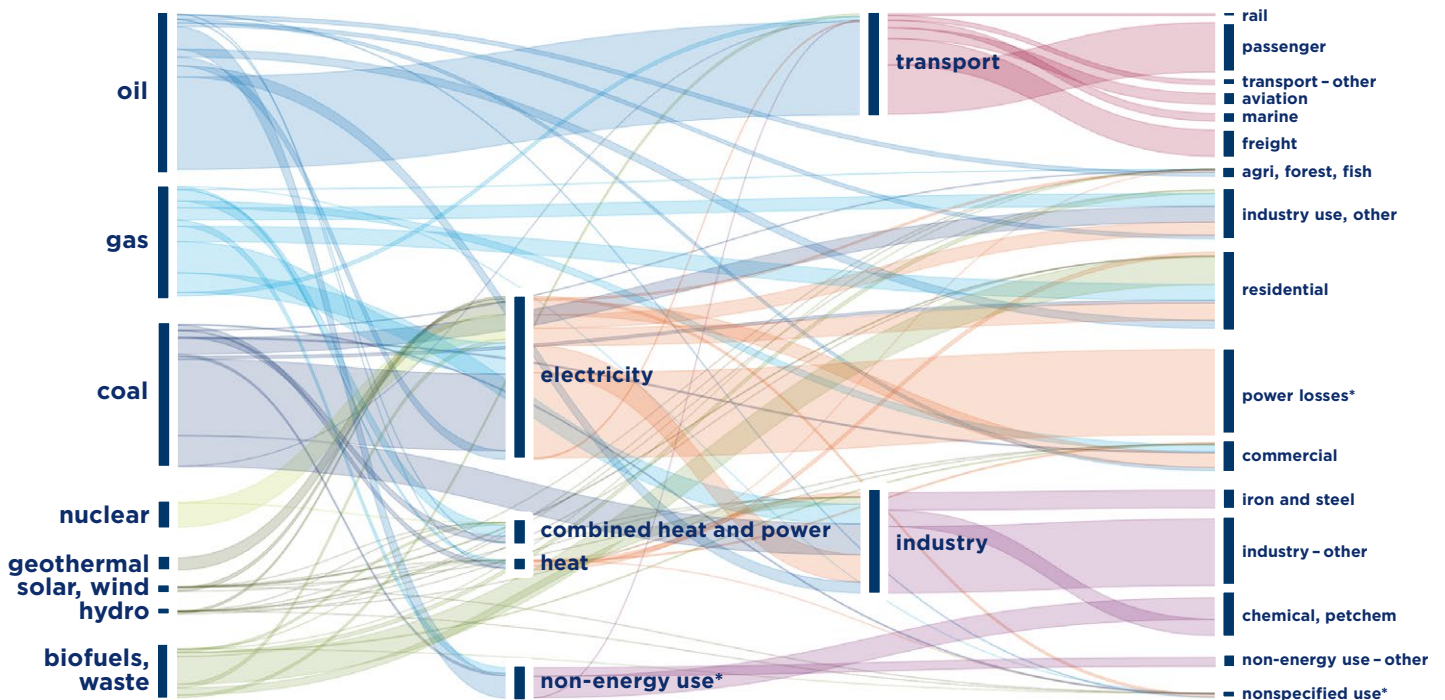 oil
gas
coal
nuclear
geothermal
solar, wind
hydro
biofuels,
waste
electricity
combined heat and power
heat
non-energy use*
transport
industry
rail
passenger
transport – other
aviation
marine
freight
agri, forest, fish
industry use, other
residential
power losses*
commercial
iron and steel
industry – other
chemical, petchem
non-energy use – other
nonspecified use*